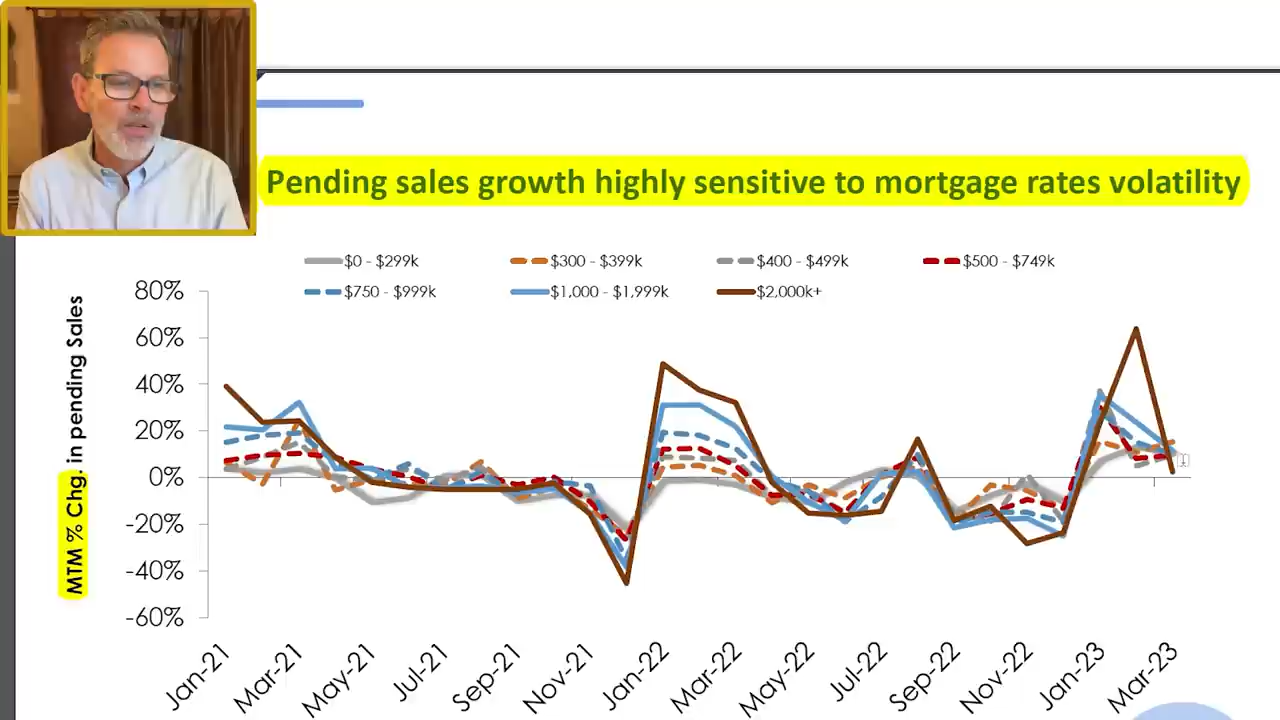 Pending sales growth highly sensitive to mortgage rates volatility
$0 - $299k
$300 - $399k
$400 - $499k
$500 - $749k
$750 - $999k
$1,000 - $1,999k
$2,000k+
MTM % Chg. in pending Sales
80%
60%
40%
20%
0%
-20%
-40%
-60%
Jan-21
Mar-21
May-21
Jul-21
Sep-21
Nov-21
Jan-22
Mar-22
May-22
Jul-22
Sep-22
Nov-22
Jan-23
Mar-23